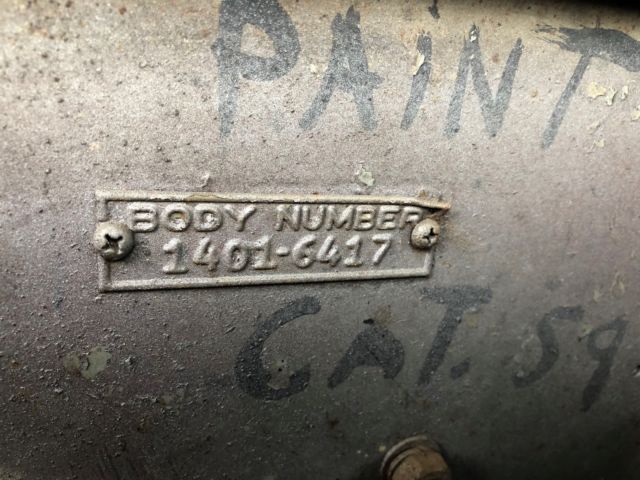 PAINT
BODY NUMBER
1401-6417
CAT. 59